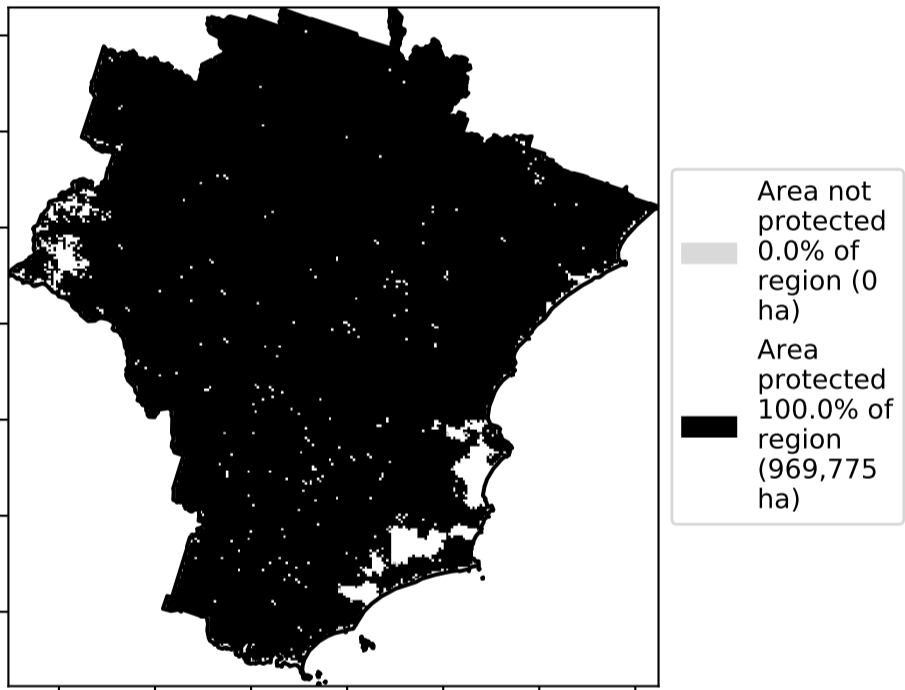 Area not
protected
0.0% of
region (0
ha)
Area
protected
100.0% of
region
(969,775
ha)